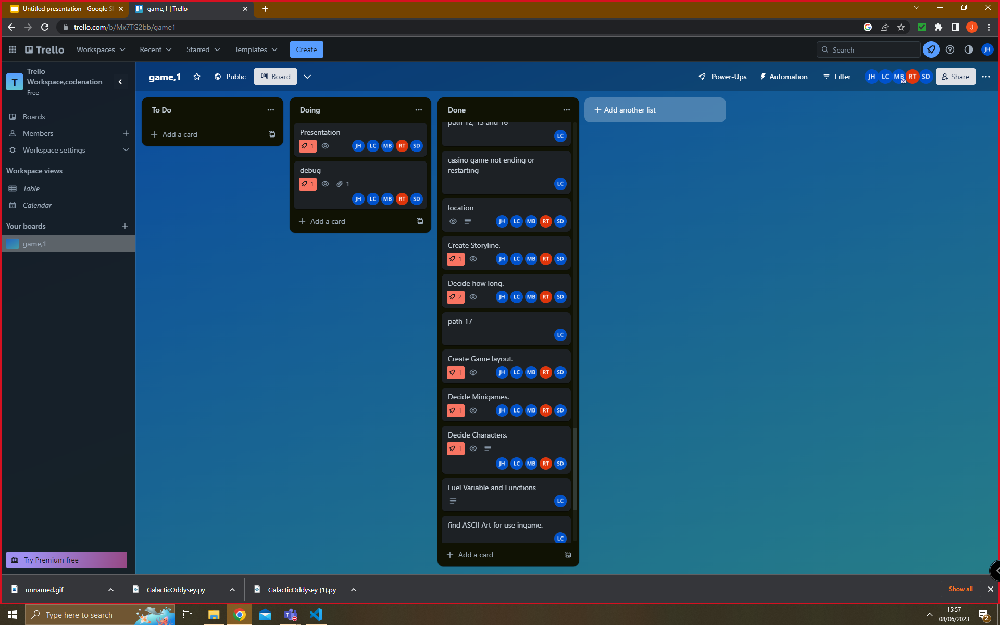 Untitled presentation - Google S
game,1 | Trello
trello.com/b/Mx7TG2bb/game1
J
Trello
Workspaces
Recent
Starred
Templates
Create
Search
JH
T
Trello
Workspace,codenation
Free
game,1
Public
Board
Power-Ups
Automation
Filter
JH LC MB RT SD
Share
Boards
Members
Workspace settings
Workspace views
Table
Calendar
Your boards
game,1
Try Premium free
To Do
Add a card
Doing
Presentation
1
JH LC MB RT SD
debug
1 1
JH LC MB RT SD
Add a card
Done
path 12, 15 and 16
LC
casino game not ending or
restarting
LC
location
JH LC MB RT SD
Create Storyline.
1 JH LC MB RT SD
Decide how long.
2 JH LC MB RT SD
path 17
LC
Create Game layout.
1 JH LC MB RT SD
Decide Minigames.
1 JH LC MB RT SD
Decide Characters.
1
JH LC MB RT SD
Fuel Variable and Functions
LC
find ASCII Art for use ingame.
LC
Add a card
Add another list
unnamed.gif
GalacticOddysey.py
GalacticOddysey (1).py
Show all
Type here to search
15:57
08/06/2023
2